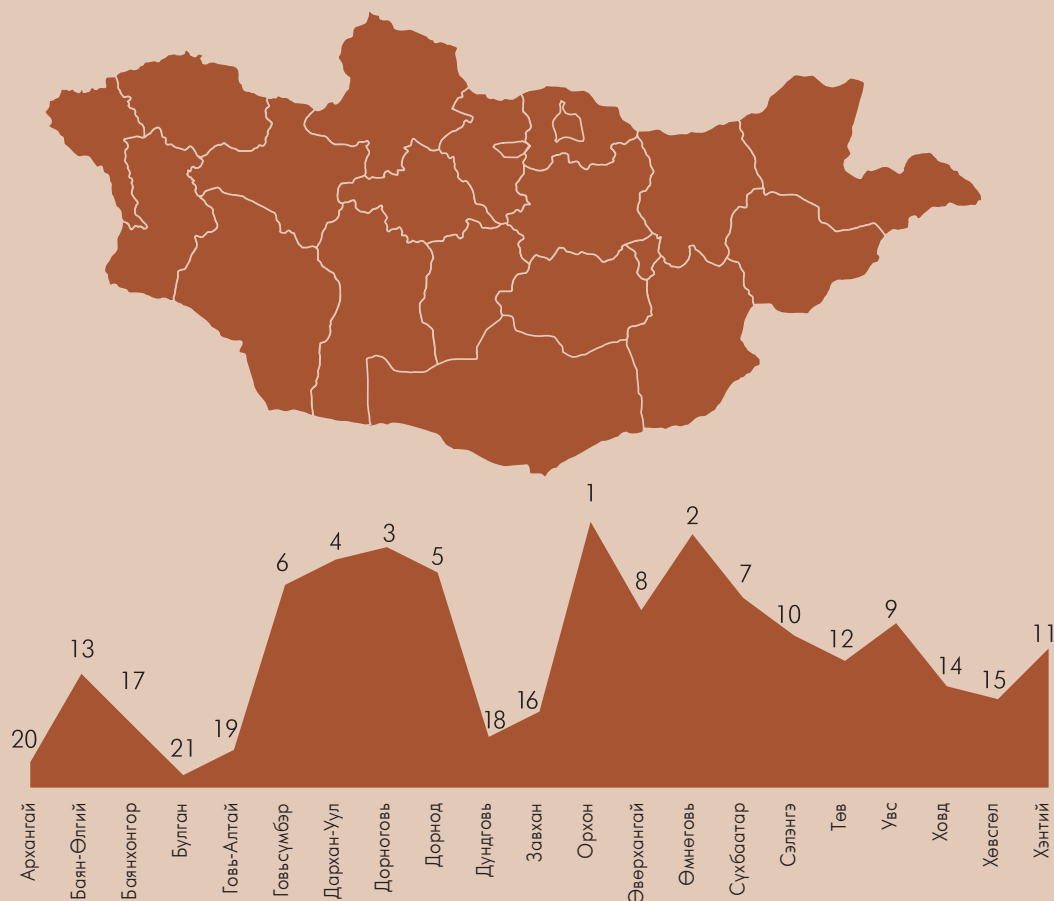 1
2
3
4
5
6
7
8
9
10
11
12
13
14
15
16
17
18
19
20
21
Архангай
Баян-Өлгий
Баянхонгор
Булган
Говь-Алтай
Говьсүмбэр
Дархан-Уул
Дорноговь
Дорнод
Дундговь
Завхан
Орхон
Өвөрхангай
Өмнөговь
Сүхбаатар
Сэлэнгэ
Төв
Увс
Ховд
Хөвсгөл
Хэнтий